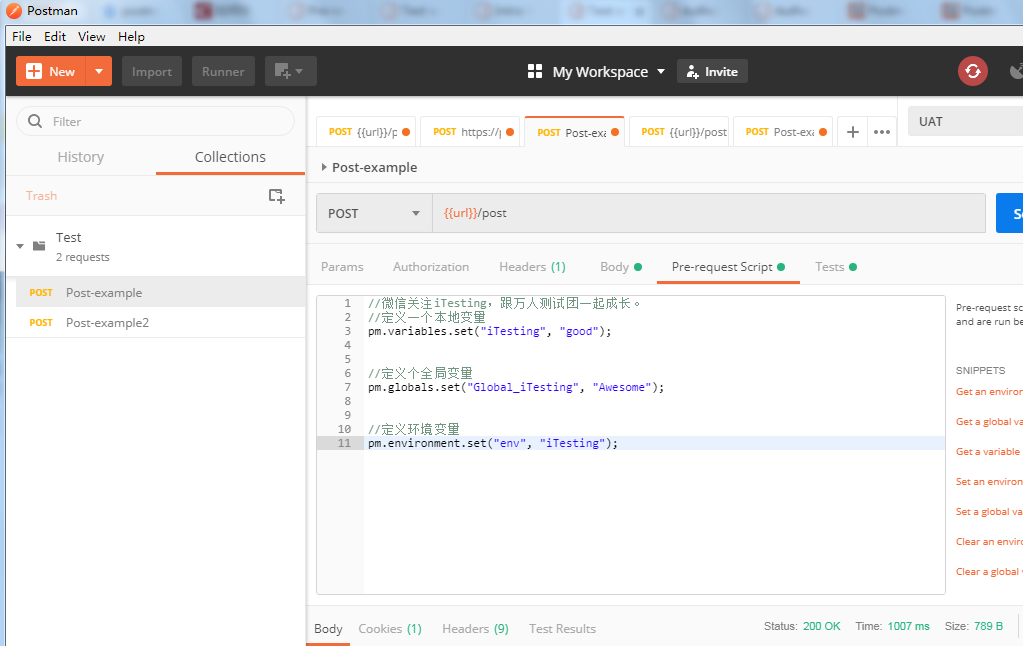 Postman
File Edit View Help
New Import Runner My Workspace Invite
Filter
History Collections
Trash
Test
2 requests
POST Post-example
POST Post-example2
POST {{url}}/p POST https://p POST Post-exa POST {{url}}/post POST Post-exa + ••• UAT
Post-example
POST {{url}}/post
Params Authorization Headers (1) Body Pre-request Script Tests
1 //微信关注iTesting，跟万人测试团一起成长。
2 //定义一个本地变量
3 pm.variables.set("iTesting", "good");
4
5
6 //定义个全局变量
7 pm.globals.set("Global_iTesting", "Awesome");
8
9
10 //定义环境变量
11 pm.environment.set("env", "iTesting");
Pre-request sc
and are run be
SNIPPETS
Get an environ
Get a global va
Get a variable
Set an environ
Set a global va
Clear an enviro
Clear a global v
Body Cookies (1) Headers (9) Test Results Status: 200 OK Time: 1007 ms Size: 789 B